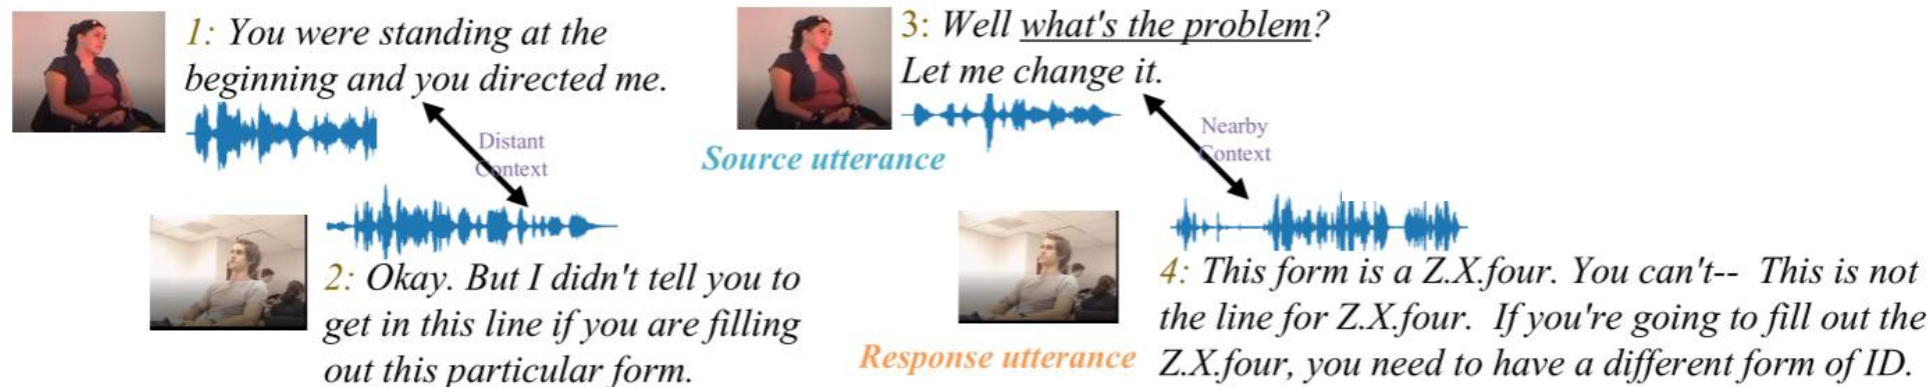 1: You were standing at the
beginning and you directed me.
Distant
Context
2: Okay. But I didn't tell you to
get in this line if you are filling
out this particular form.
3: Well what's the problem?
Let me change it.
Nearby
Context
Source utterance
Response utterance
4: This form is a Z.X.four. You can't-- This is not
the line for Z.X.four. If you're going to fill out the
Z.X.four, you need to have a different form of ID.